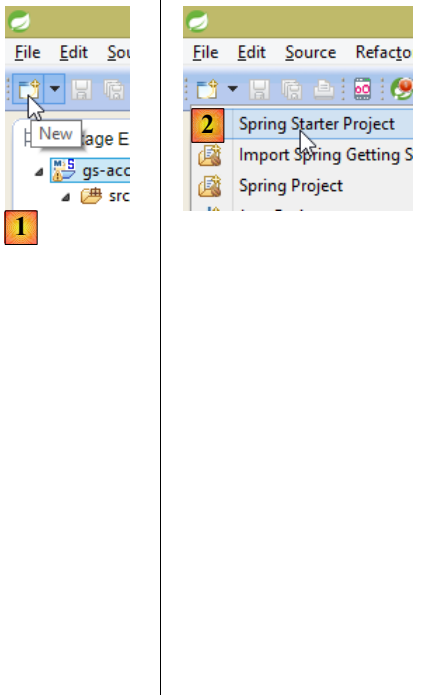 File Edit
New
age E
gs-acc
src
1
File Edit Source Refacto
2 Spring Starter Project
Import Spring Getting S
Spring Project